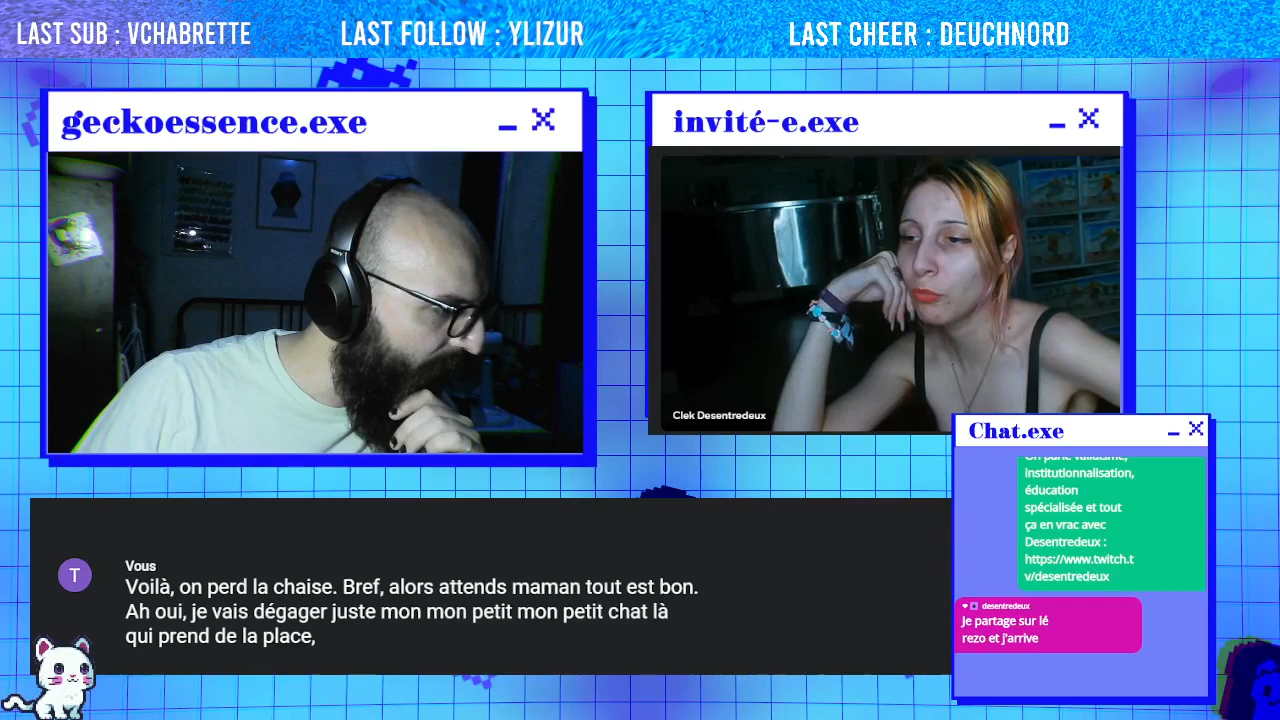 LAST SUB : VCHABRETTE
LAST FOLLOW : YLIZUR
LAST CHEER : DEUCHNORD
geckoessence.exe
invité-e.exe
Clek Desentredeux
Chat.exe
On parle validisme,
institutionnalisation,
éducation
spécialisée et tout
ça en vrac avec
Desentredeux :
https://www.twitch.t
v/desentredeux
desentredeux
Je partage sur lé
rezo et j'arrive
T
Vous
Voilà, on perd la chaise. Bref, alors attends maman tout est bon.
Ah oui, je vais dégager juste mon mon petit mon petit chat là
qui prend de la place,